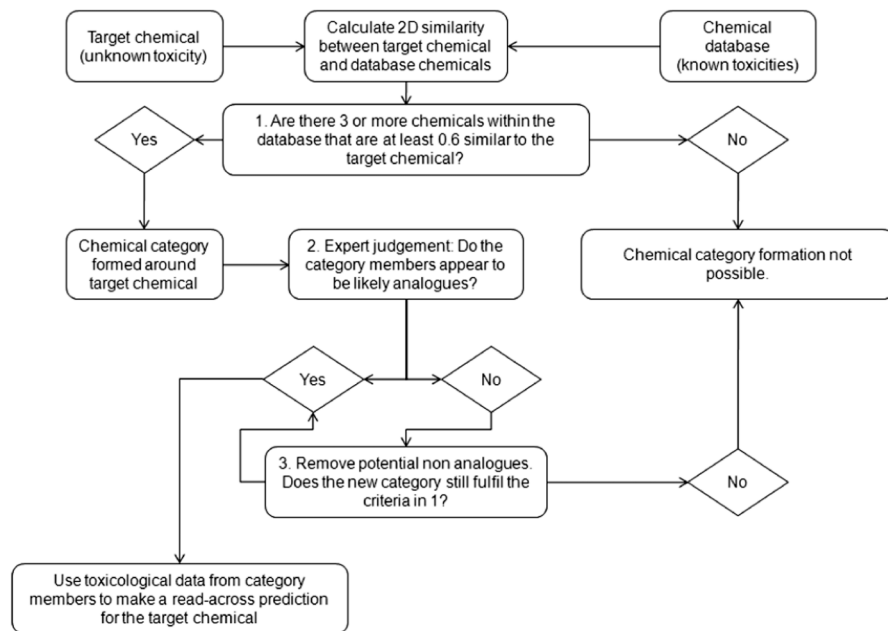 Target chemical
(unknown toxicity)
Calculate 2D similarity
between target chemical
and database chemicals
Chemical
database
(known toxicities)
Yes
1. Are there 3 or more chemicals within the
database that are at least 0.6 similar to the
target chemical?
No
Chemical category
formed around
target chemical
2. Expert judgement: Do the
category members appear to
be likely analogues?
Chemical category formation not
possible.
Yes
No
3. Remove potential non analogues.
Does the new category still fulfil the
criteria in 1?
No
Use toxicological data from category
members to make a read-across prediction
for the target chemical